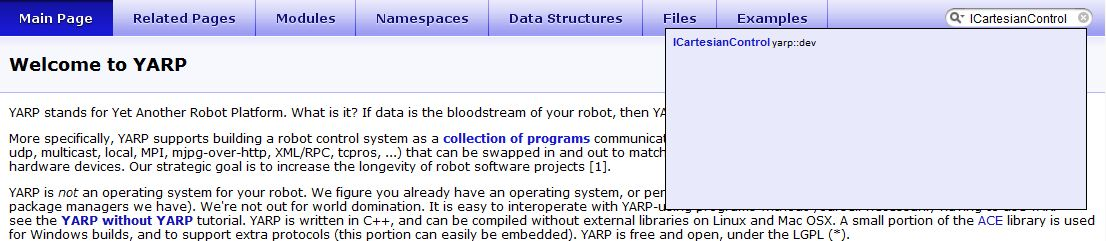 Main Page Related Pages Modules Namespaces Data Structures Files Examples ICartesianControl
ICartesianControl yarp::dev
Welcome to YARP
YARP stands for Yet Another Robot Platform. What is it? If data is the bloodstream of your robot, then
More specifically, YARP supports building a robot control system as a collection of programs
udp, multicast, local, MPI, mjpg-over-http, XML/RPC, tcpros, ...) that can be swapped in and out to match
hardware devices. Our strategic goal is to increase the longevity of robot software projects [1].
YARP is not an operating system for your robot. We figure you already have an operating system, or
package managers we have). We're not out for world domination. It is easy to interoperate with
see the YARP without YARP tutorial. YARP is written in C++, and can be compiled without external libraries on Linux and Mac OSX. A small portion of the ACE library is used
for Windows builds, and to support extra protocols (this portion can easily be embedded). YARP is free and open, under the LGPL (*).